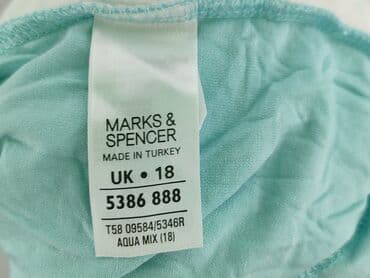 MARKS &
SPENCER
MADE IN TURKEY
UK • 18
5386 888
T58 09584/5346R
AQUA MIX (18)